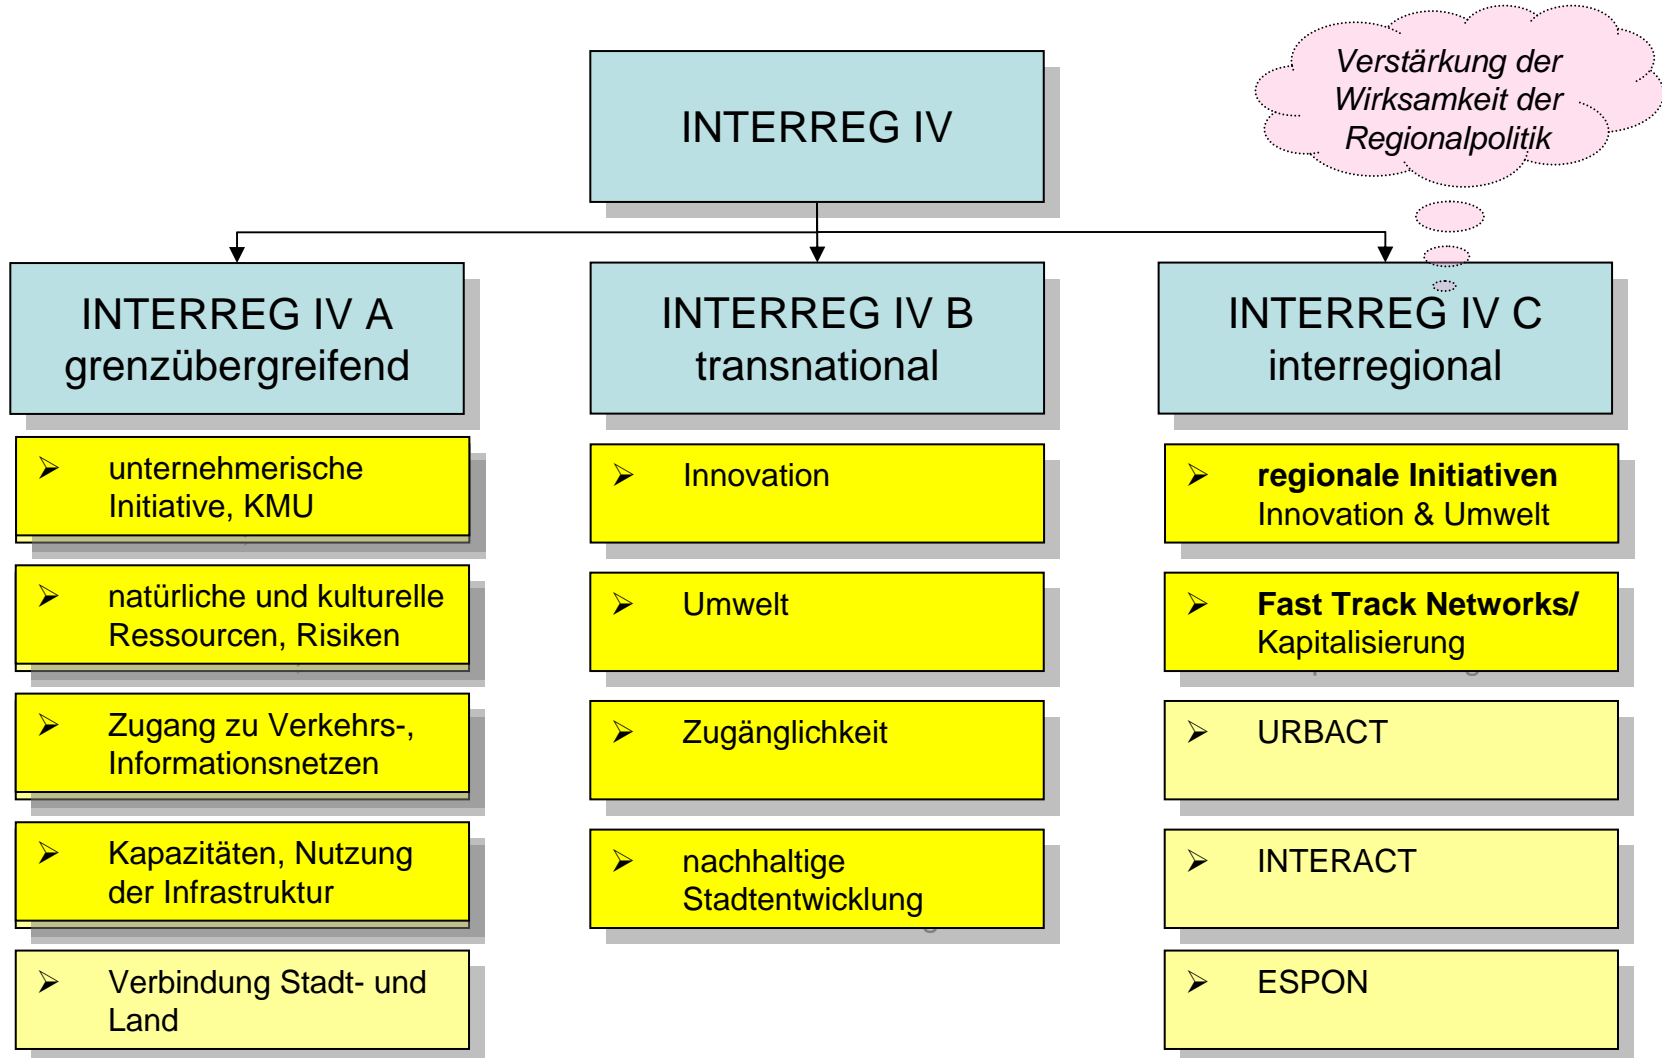 Verstärkung der
Wirksamkeit der
Regionalpolitik
INTERREG IV
INTERREG IV A
grenzübergreifend
INTERREG IV B
transnational
INTERREG IV C
interregional
➢ unternehmerische
Initiative, KMU
➢ natürliche und kulturelle
Ressourcen, Risiken
➢ Zugang zu Verkehrs-,
Informationsnetzen
➢ Kapazitäten, Nutzung
der Infrastruktur
➢ Verbindung Stadt- und
Land
➢ Innovation
➢ Umwelt
➢ Zugänglichkeit
➢ nachhaltige
Stadtentwicklung
➢ regionale Initiativen
Innovation & Umwelt
➢ Fast Track Networks/
Kapitalisierung
➢ URBACT
➢ INTERACT
➢ ESPON